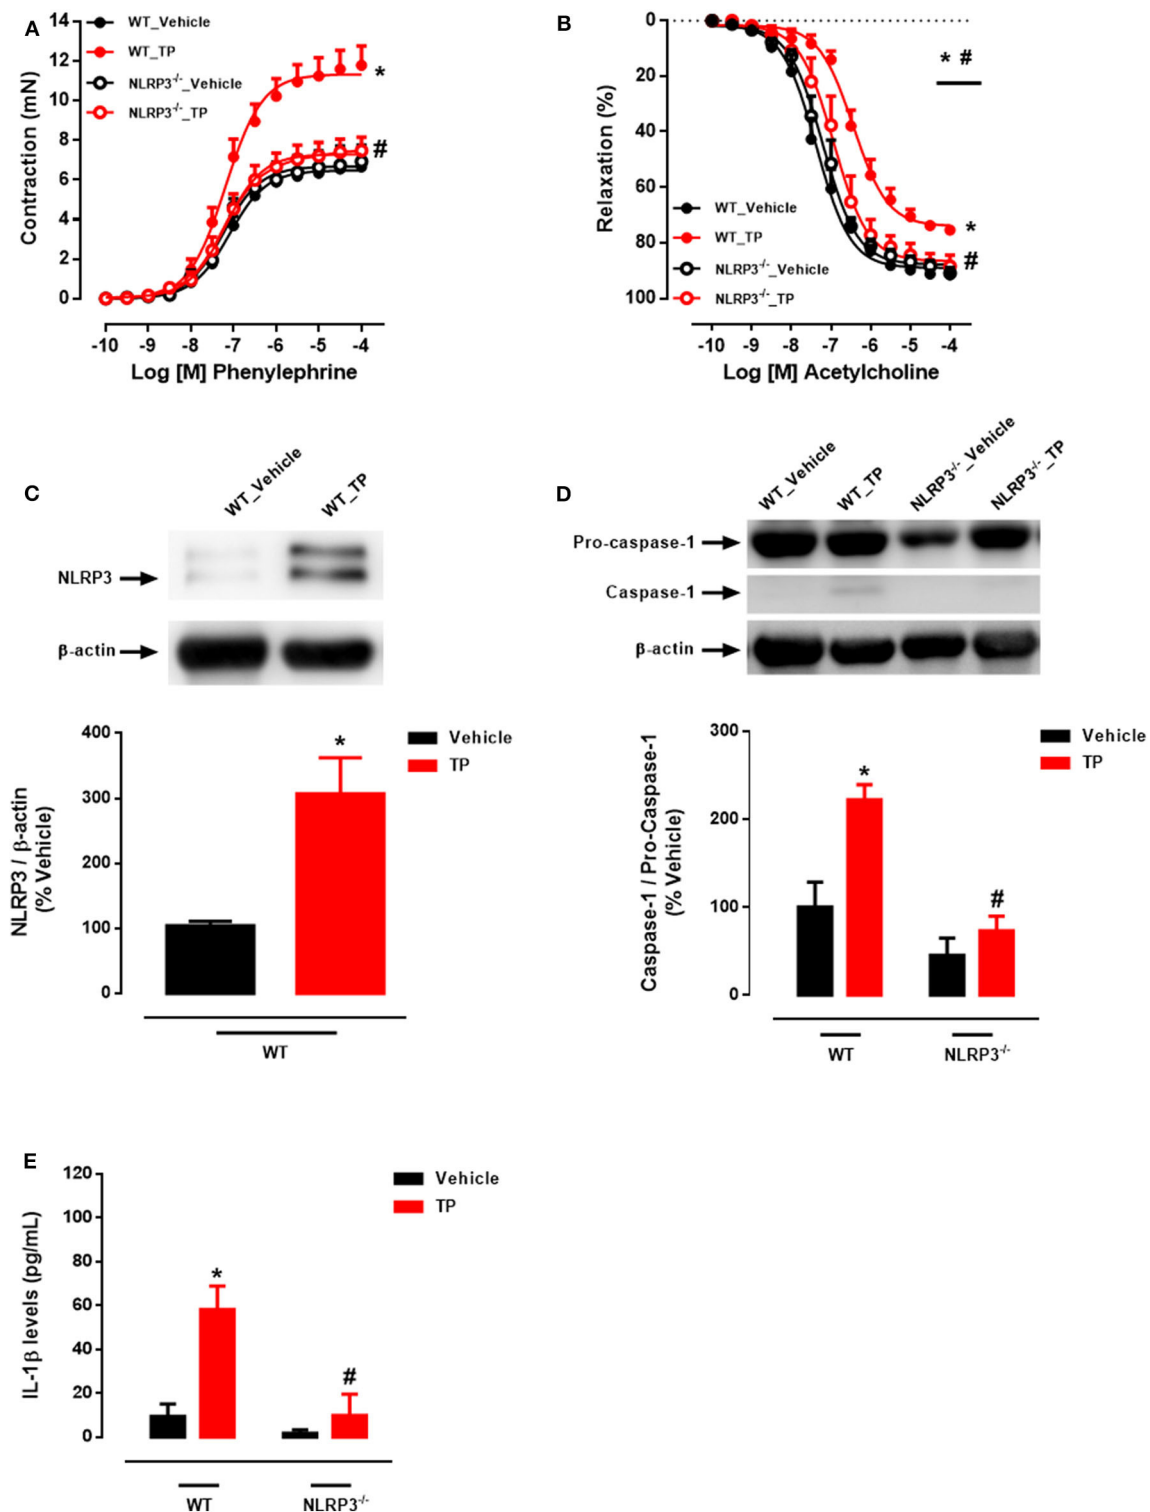 A
14
12
10
8
6
4
2
0
Contraction (mN)
WT_Vehicle
WT_TP
NLRP3-/-_Vehicle
NLRP3-/-_TP
*
#
-10 -9 -8 -7 -6 -5 -4
Log [M] Phenylephrine
B
0
20
40
60
80
100
Relaxation (%)
* #
WT_Vehicle
WT_TP
NLRP3-/-_Vehicle
NLRP3-/-_TP
*
#
-10 -9 -8 -7 -6 -5 -4
Log [M] Acetylcholine
C
WT_Vehicle
WT_TP
NLRP3
β-actin
400
300
200
100
0
NLRP3 / β-actin
(% Vehicle)
*
Vehicle
TP
WT
D
WT_Vehicle
WT_TP
NLRP3-/-_Vehicle
NLRP3-/-_TP
Pro-caspase-1
Caspase-1
β-actin
300
200
100
0
Caspase-1 / Pro-Caspase-1
(% Vehicle)
*
#
Vehicle
TP
WT
NLRP3-/-
E
120
100
80
60
40
20
0
IL-1β levels (pg/mL)
*
#
Vehicle
TP
WT
NLRP3-/-